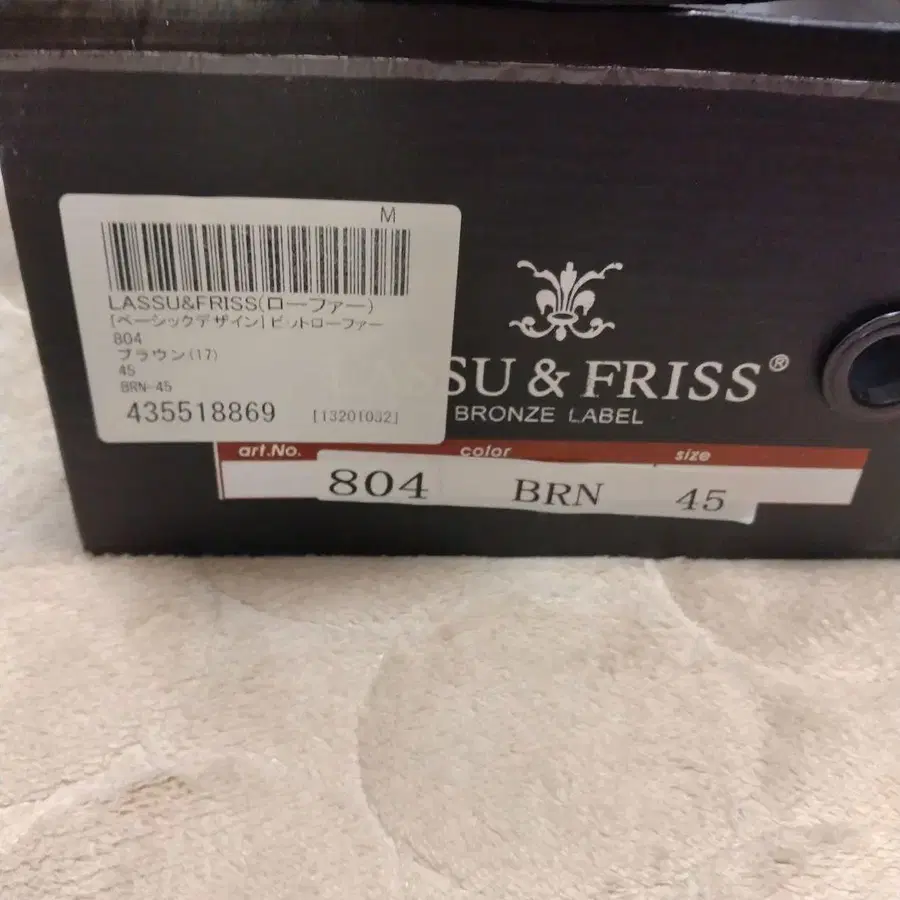 M
LASSU&FRISS(ローファー)
[ベーシックデザイン]ビットローファー
804
ブラウン(17)
45
BRN-45
435518869 [13201032]
SU & FRISS®
BRONZE LABEL
art.No. color size
804 BRN 45